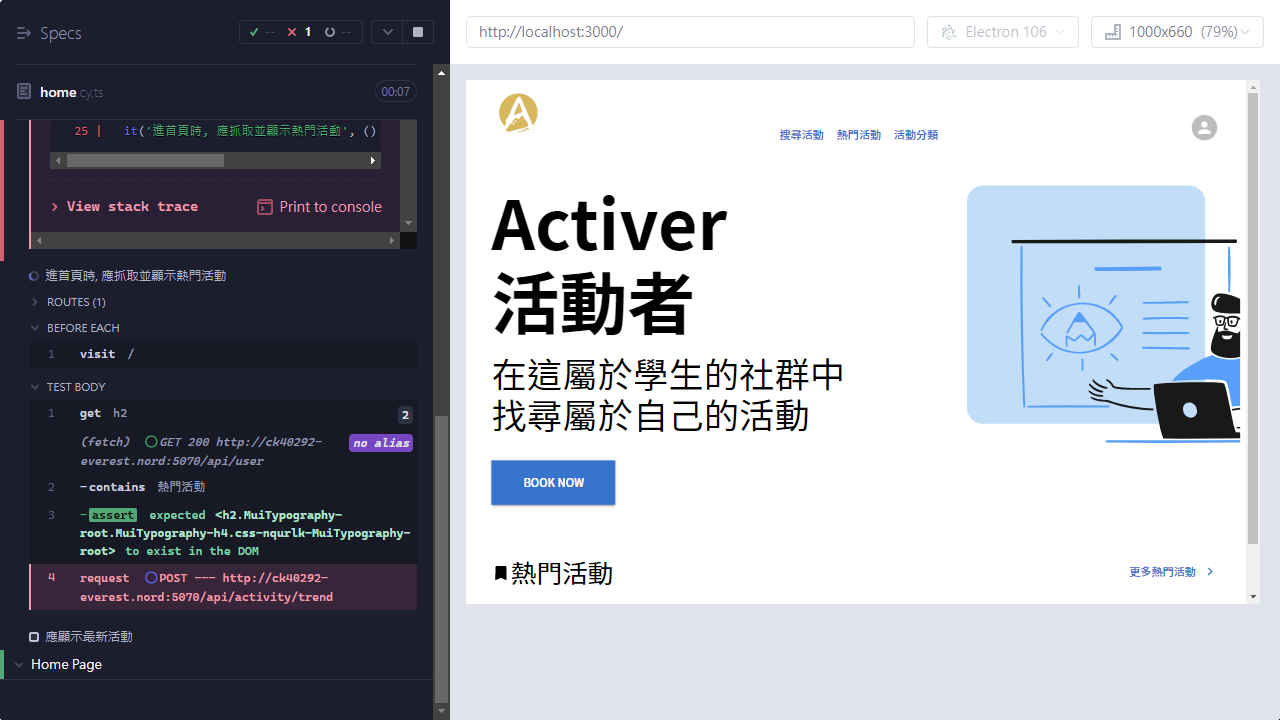 Specs
-- 1 --
home.cy.ts
00:07
25 | it('進首頁時, 應抓取並顯示熱門活動', ()
View stack trace
Print to console
進首頁時, 應抓取並顯示熱門活動
ROUTES (1)
BEFORE EACH
1 visit /
TEST BODY
1 get h2 2
(fetch) GET 200 http://ck40292-
everest.nord:5070/api/user
no alias
2 -contains 熱門活動
3 -assert expected <h2.MuiTypography-
root.MuiTypography-h4.css-nqurlk-MuiTypography-
root> to exist in the DOM
4 request POST --- http://ck40292-
everest.nord:5070/api/activity/trend
應顯示最新活動
Home Page
http://localhost:3000/
Electron 106
1000x660 (79%)
搜尋活動 熱門活動 活動分類
Activer
活動者
在這屬於學生的社群中
找尋屬於自己的活動
BOOK NOW
熱門活動
更多熱門活動